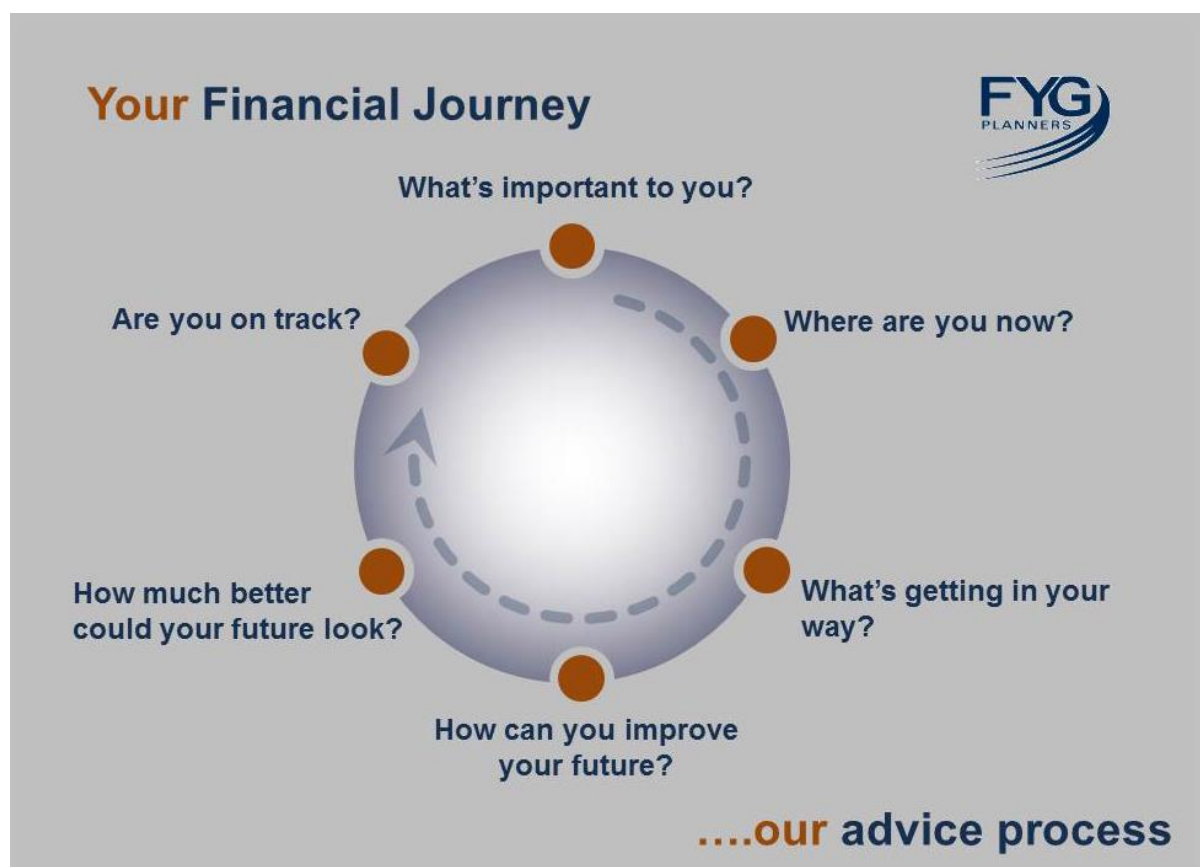 Your Financial Journey
FYG
PLANNERS
What's important to you?
Where are you now?
What's getting in your
way?
How can you improve
your future?
How much better
could your future look?
Are you on track?
....our advice process